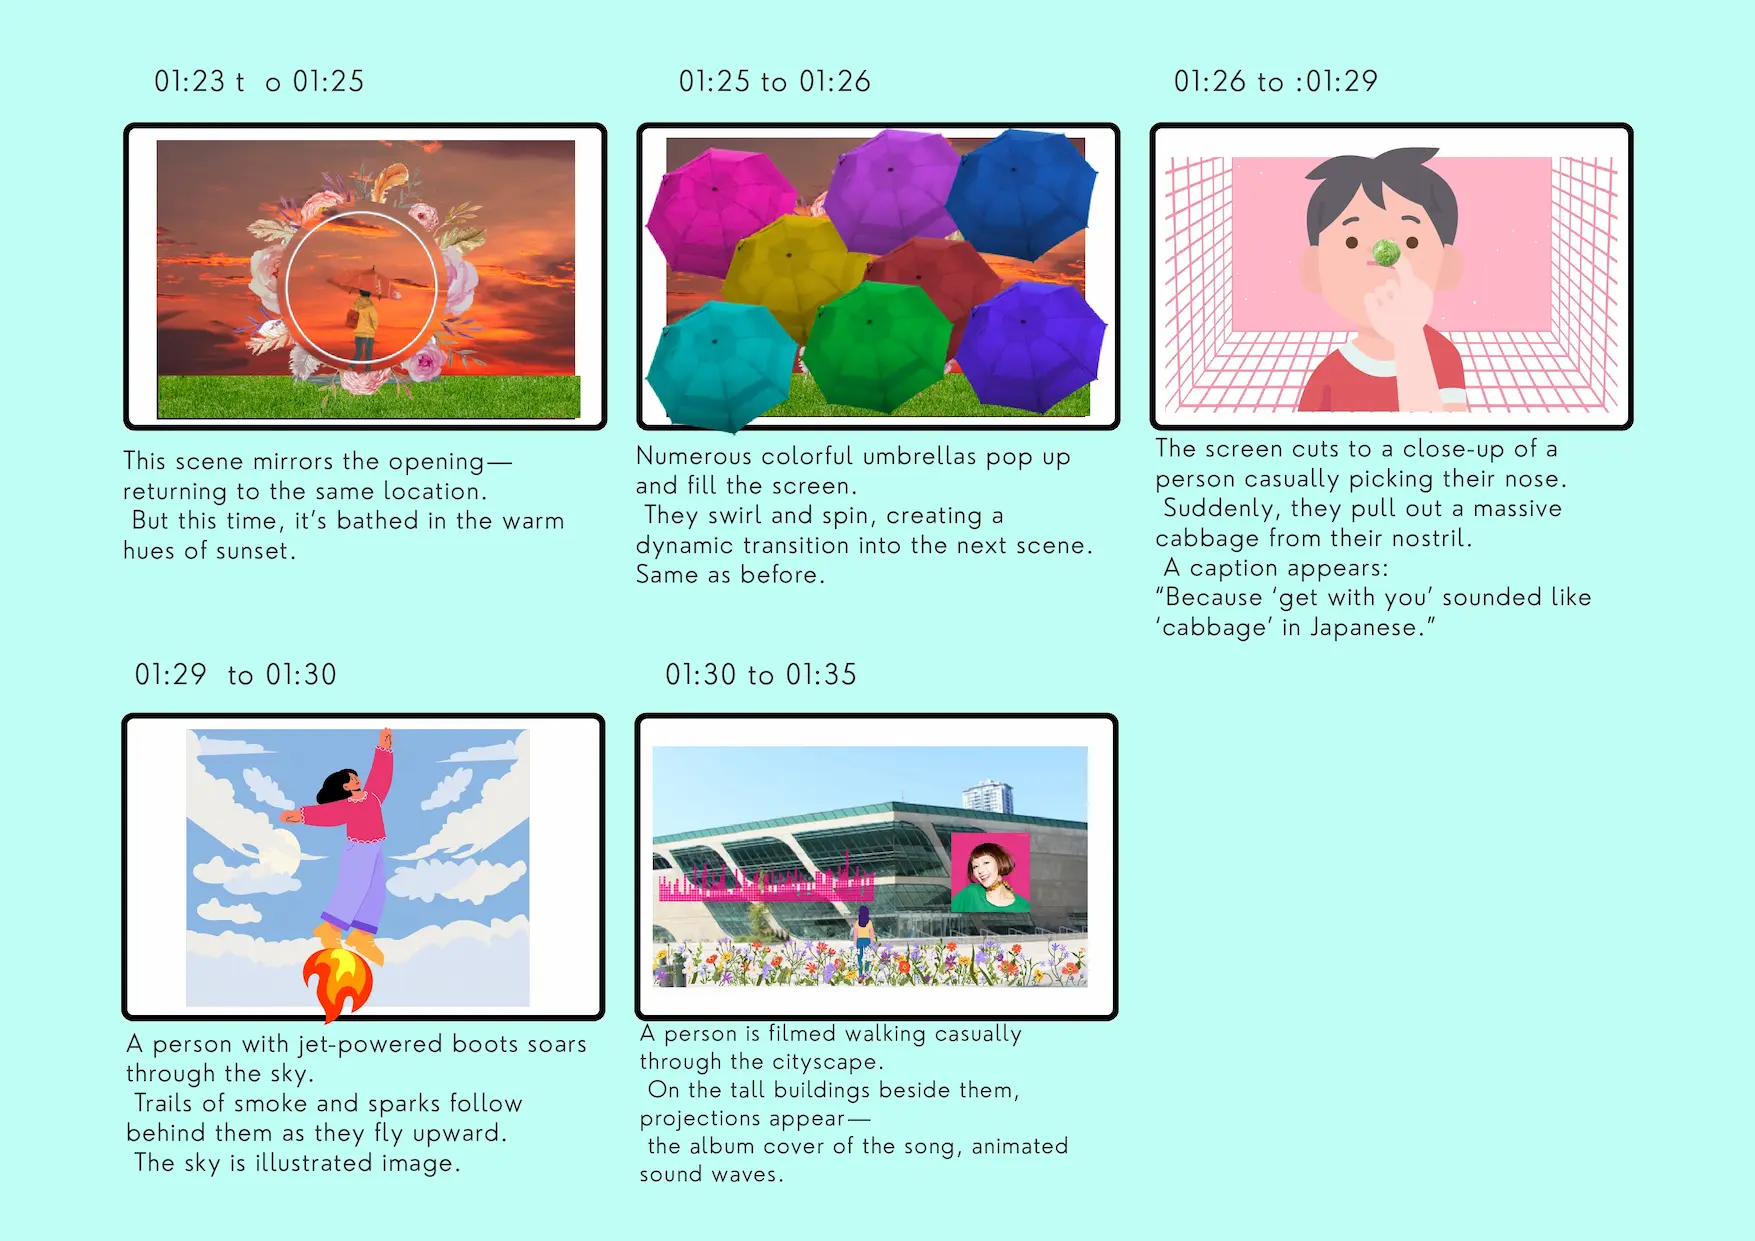 01:23 t  o 01:25
01:25 to 01:26
01:26 to :01:29
This scene mirrors the opening—
returning to the same location.
But this time, it’s bathed in the warm
hues of sunset.
Numerous colorful umbrellas pop up
and fill the screen.
They swirl and spin, creating a
dynamic transition into the next scene.
Same as before.
The screen cuts to a close-up of a
person casually picking their nose.
Suddenly, they pull out a massive
cabbage from their nostril.
A caption appears:
“Because ‘get with you’ sounded like
‘cabbage’ in Japanese.”
01:29  to 01:30
01:30 to 01:35
A person with jet-powered boots soars
through the sky.
Trails of smoke and sparks follow
behind them as they fly upward.
The sky is illustrated image.
A person is filmed walking casually
through the cityscape.
On the tall buildings beside them,
projections appear—
the album cover of the song, animated
sound waves.